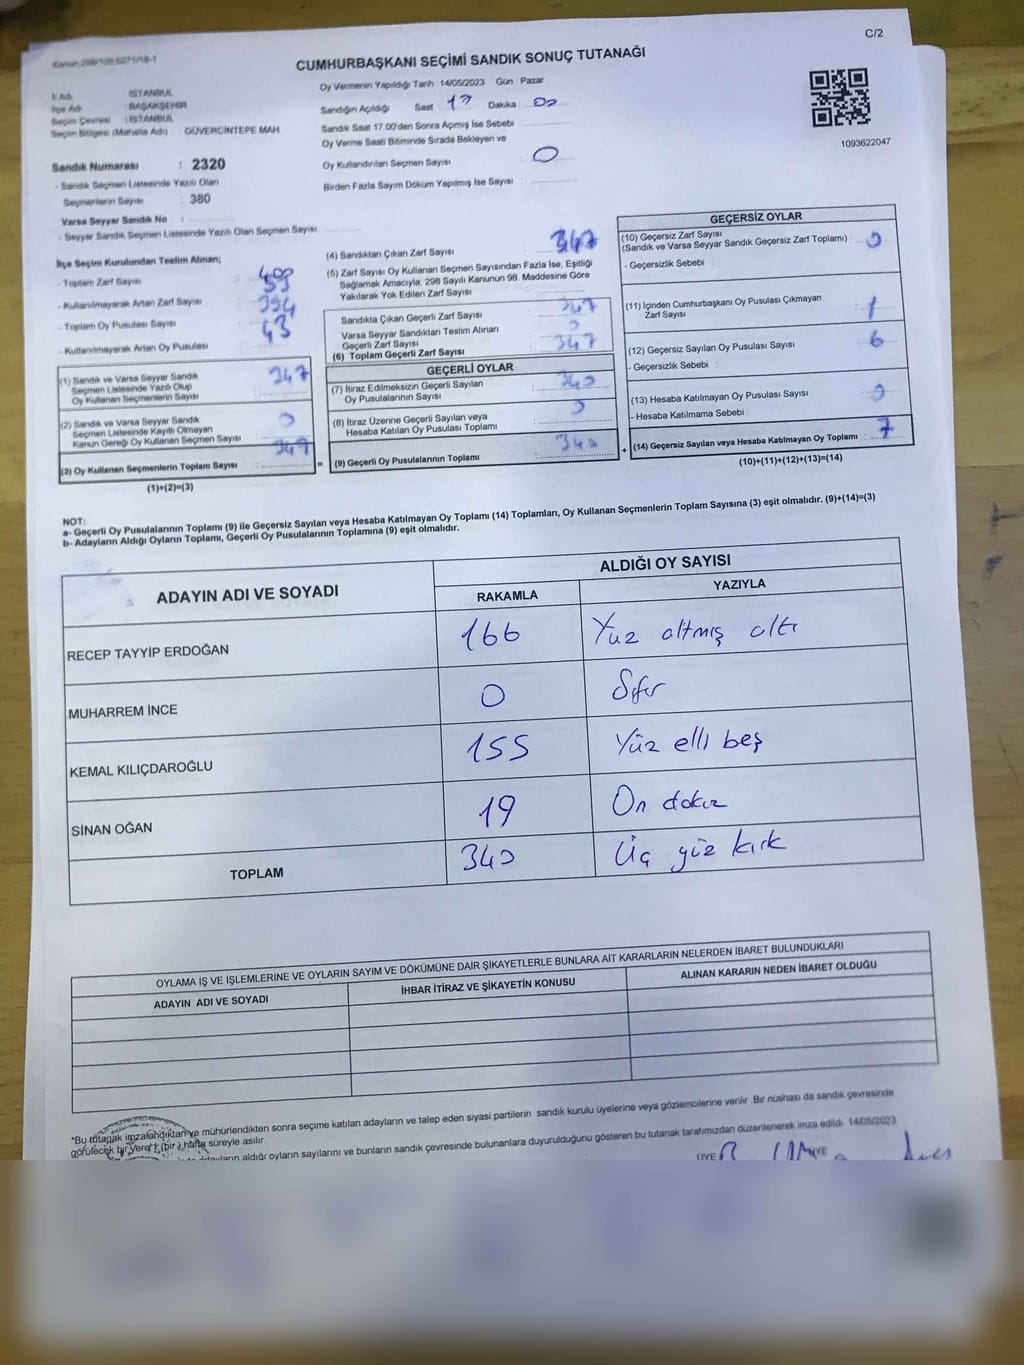 C/2
Kanun:298/105,6271/18-1
CUMHURBAŞKANI SEÇİMİ SANDIK SONUÇ TUTANAĞI
İl Adı : İSTANBUL
İlçe Adı : BAŞAKŞEHİR
Seçim Çevresi : İSTANBUL
Seçim Bölgesi (Mahalle Adı) : GÜVERCİNTEPE MAH.
Sandık Numarası : 2320
- Sandık Seçmen Listesinde Yazılı Olan
Seçmenlerin Sayısı : 380
Varsa Seyyar Sandık No :
- Seyyar Sandık Seçmen Listesinde Yazılı Olan Seçmen Sayısı
Oy Vermenin Yapıldığı Tarih : 14/05/2023 Gün : Pazar
Sandığın Açıldığı Saat : 17 Dakika : 00
Sandık Saat 17.00'den Sonra Açımış İse Sebebi :
Oy Verme Saati Bitiminde Sırada Bekleyen ve
Oy Kullandırılan Seçmen Sayısı : 0
Birden Fazla Sayım Döküm Yapılmış İse Sayısı :
1093622047
İlçe Seçim Kurulundan Teslim Alınan;
- Toplam Zarf Sayısı
- Kullanılmayarak Artan Zarf Sayısı
- Toplam Oy Pusulası Sayısı
- Kullanılmayarak Artan Oy Pusulası 43
(1) Sandık ve Varsa Seyyar Sandık
Seçmen Listesinde Yazılı Olup
Oy Kullanan Seçmenlerin Sayısı : 347
(2) Sandık ve Varsa Seyyar Sandık
Seçmen Listesinde Kayıtlı Olmayan
Kanun Gereği Oy Kullanan Seçmen Sayısı : 0
(3) Oy Kullanan Seçmenlerin Toplam Sayısı : 347
(1)+(2)=(3)
(4) Sandıktan Çıkan Zarf Sayısı : 347
(5) Zarf Sayısı Oy Kullanan Seçmen Sayısından Fazla İse, Eşitliği
Sağlamak Amacıyla, 298 Sayılı Kanunun 98. Maddesine Göre
Yakılarak Yok Edilen Zarf Sayısı
Sandıkta Çıkan Geçerli Zarf Sayısı : 347
Varsa Seyyar Sandıktan Teslim Alınan
Geçerli Zarf Sayısı : 0
(6) Toplam Geçerli Zarf Sayısı : 347
GEÇERLİ OYLAR
(7) İtiraz Edilmeksizin Geçerli Sayılan
Oy Pusulalarının Sayısı : 340
(8) İtiraz Üzerine Geçerli Sayılan veya
Hesaba Katılan Oy Pusulası Toplamı : 0
= (9) Geçerli Oy Pusulalarının Toplamı : 340
GEÇERSİZ OYLAR
(10) Geçersiz Zarf Sayısı
(Sandık ve Varsa Seyyar Sandık Geçersiz Zarf Toplamı) : 0
- Geçersizlik Sebebi :
(11) İçinden Cumhurbaşkanı Oy Pusulası Çıkmayan
Zarf Sayısı : 1
(12) Geçersiz Sayılan Oy Pusulası Sayısı : 6
- Geçersizlik Sebebi :
(13) Hesaba Katılmayan Oy Pusulası Sayısı : 0
- Hesaba Katılmama Sebebi :
+ (14) Geçersiz Sayılan veya Hesaba Katılmayan Oy Toplamı : 7
(10)+(11)+(12)+(13)=(14)
NOT:
a- Geçerli Oy Pusulalarının Toplamı (9) ile Geçersiz Sayılan veya Hesaba Katılmayan Oy Toplamı (14) Toplamları, Oy Kullanan Seçmenlerin Toplam Sayısına (3) eşit olmalıdır. (9)+(14)=(3)
b- Adayların Aldığı Oyların Toplamı, Geçerli Oy Pusulalarının Toplamına (9) eşit olmalıdır.
ADAYIN ADI VE SOYADI
ALDIĞI OY SAYISI
RAKAMLA YAZIYLA
RECEP TAYYİP ERDOĞAN 166 Yüz altmış altı
MUHARREM İNCE 0 Sıfır
KEMAL KILIÇDAROĞLU 155 Yüz elli beş
SİNAN OĞAN 19 On dokuz
TOPLAM 340 Üç yüz kırk
OYLAMA İŞ VE İŞLEMLERİNE VE OYLARIN SAYIM VE DÖKÜMÜNE DAİR ŞİKAYETLERLE BUNLARA AİT KARARLARIN NELERDEN İBARET BULUNDUKLARI
ADAYIN ADI VE SOYADI İHBAR İTİRAZ VE ŞİKAYETİN KONUSU ALINAN KARARIN NEDEN İBARET OLDUĞU
*Bu tutanak imzalandıktan ve mühürlendikten sonra seçime katılan adayların ve talep eden siyasi partilerin sandık kurulu üyelerine veya gözlemcilerine verilir. Bir nüshası da sandık çevresinde
görülecek bir yere 1 (bir) hafta süreyle asılır.
adayların aldığı oyların sayılarını ve bunların sandık çevresinde bulunanlara duyurulduğunu gösteren bu tutanak tarafımızdan düzenlenerek imza edildi. 14/05/2023
ÜYE ÜYE